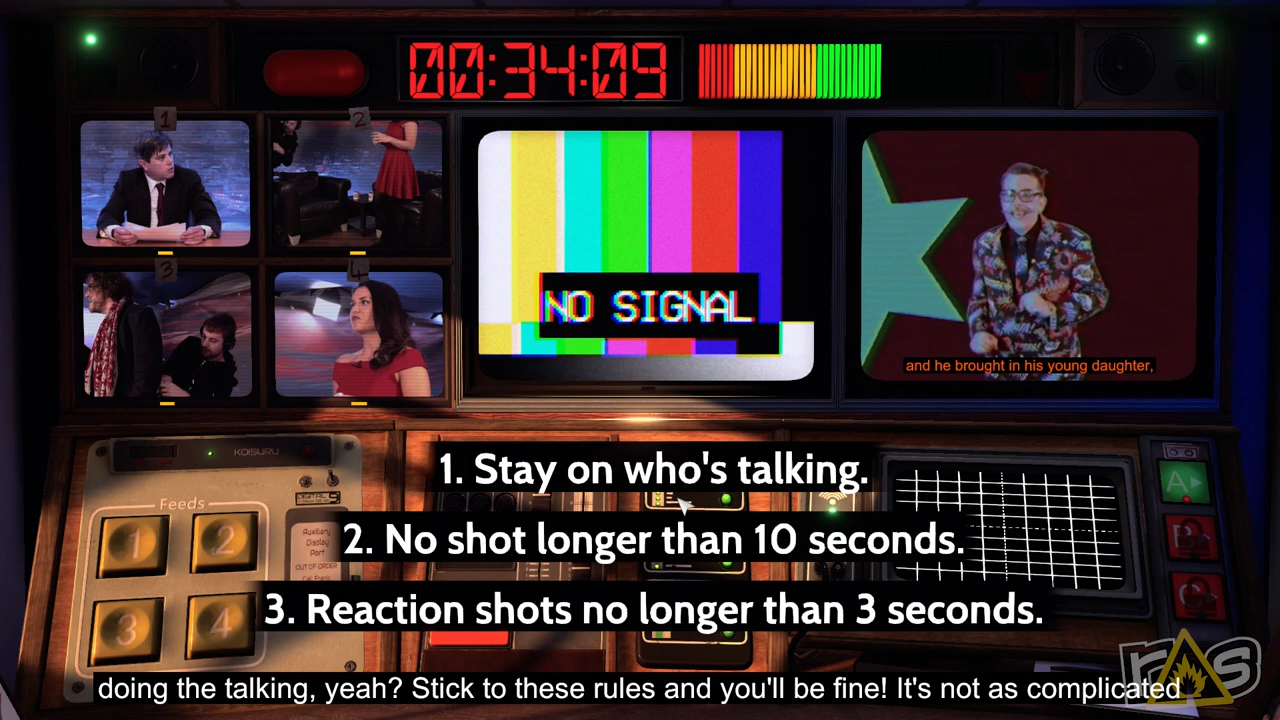 00:34:09
1
2
3
4
NO SIGNAL
and he brought in his young daughter,
KOISURU
Feeds
1
2
3
4
Auxiliary
Display
Port
OUT OF ORDER
A
1. Stay on who's talking.
2. No shot longer than 10 seconds.
3. Reaction shots no longer than 3 seconds.
doing the talking, yeah? Stick to these rules and you'll be fine! It's not as complicated